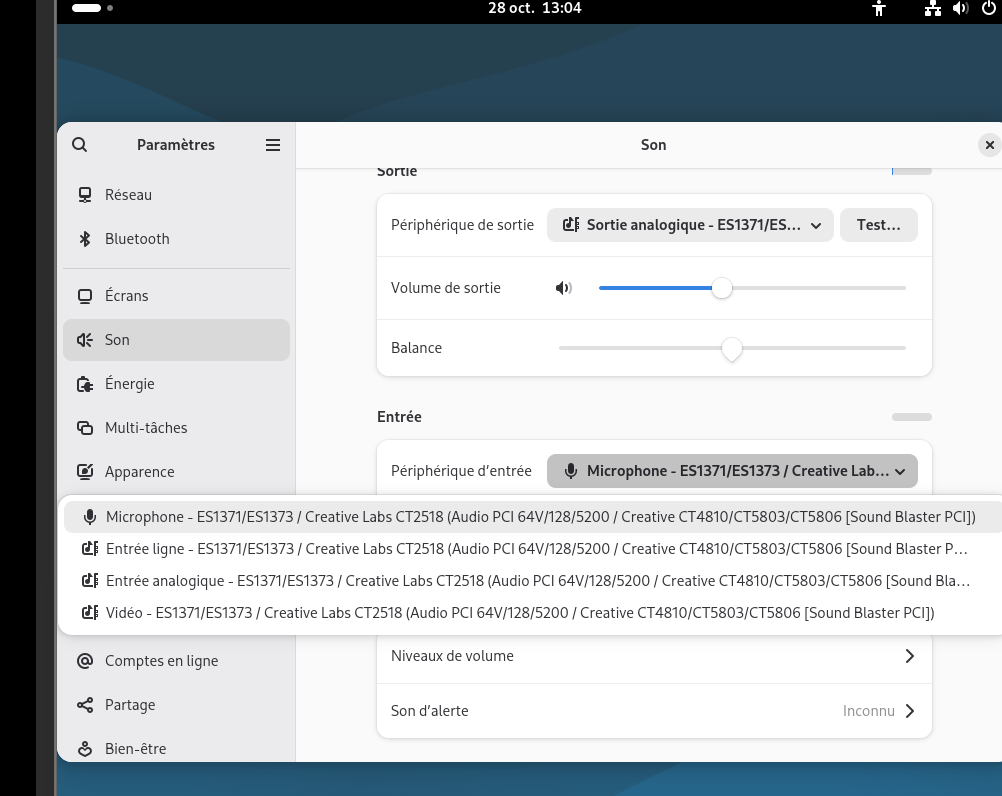 28 oct. 13:04
Paramètres
Son
Réseau
Bluetooth
Écrans
Son
Énergie
Multi-tâches
Apparence
Sortie
Périphérique de sortie
Sortie analogique - ES1371/ES…
Test…
Volume de sortie
Balance
Entrée
Périphérique d’entrée
Microphone - ES1371/ES1373 / Creative Lab…
Microphone - ES1371/ES1373 / Creative Labs CT2518 (Audio PCI 64V/128/5200 / Creative CT4810/CT5803/CT5806 [Sound Blaster PCI])
Entrée ligne - ES1371/ES1373 / Creative Labs CT2518 (Audio PCI 64V/128/5200 / Creative CT4810/CT5803/CT5806 [Sound Blaster P…
Entrée analogique - ES1371/ES1373 / Creative Labs CT2518 (Audio PCI 64V/128/5200 / Creative CT4810/CT5803/CT5806 [Sound Bla…
Vidéo - ES1371/ES1373 / Creative Labs CT2518 (Audio PCI 64V/128/5200 / Creative CT4810/CT5803/CT5806 [Sound Blaster PCI])
Comptes en ligne
Partage
Bien-être
Niveaux de volume
Son d’alerte
Inconnu